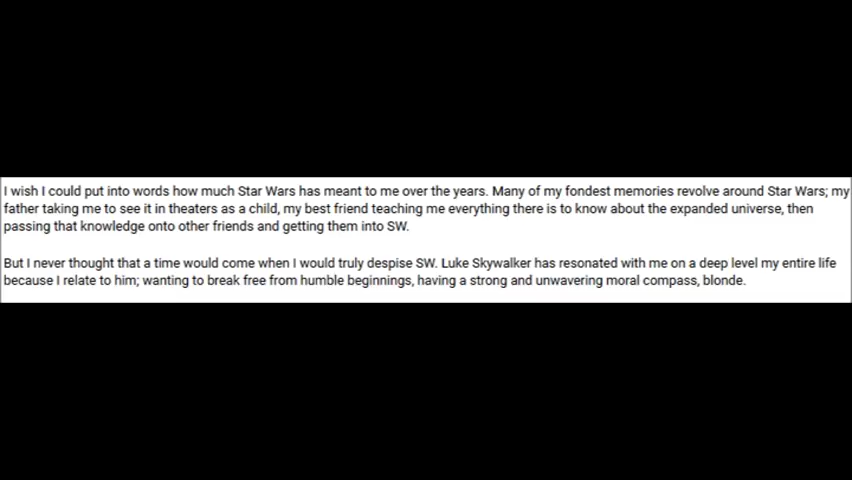 I wish I could put into words how much Star Wars has meant to me over the years. Many of my fondest memories revolve around Star Wars; my
father taking me to see it in theaters as a child, my best friend teaching me everything there is to know about the expanded universe, then
passing that knowledge onto other friends and getting them into SW.
But I never thought that a time would come when I would truly despise SW. Luke Skywalker has resonated with me on a deep level my entire life
because I relate to him; wanting to break free from humble beginnings, having a strong and unwavering moral compass, blonde.